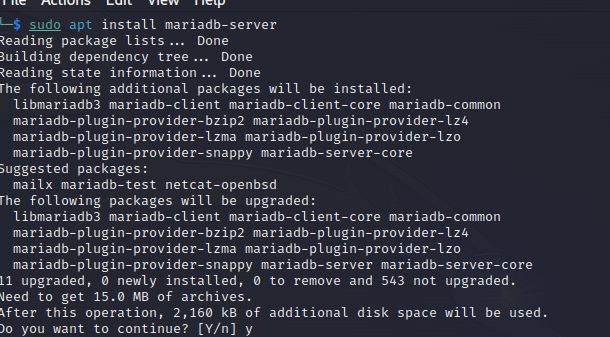 File Actions Edit View Help
└─$ sudo apt install mariadb-server
Reading package lists... Done
Building dependency tree... Done
Reading state information... Done
The following additional packages will be installed:
  libmariadb3 mariadb-client mariadb-client-core mariadb-common
  mariadb-plugin-provider-bzip2 mariadb-plugin-provider-lz4
  mariadb-plugin-provider-lzma mariadb-plugin-provider-lzo
  mariadb-plugin-provider-snappy mariadb-server-core
Suggested packages:
  mailx mariadb-test netcat-openbsd
The following packages will be upgraded:
  libmariadb3 mariadb-client mariadb-client-core mariadb-common
  mariadb-plugin-provider-bzip2 mariadb-plugin-provider-lz4
  mariadb-plugin-provider-lzma mariadb-plugin-provider-lzo
  mariadb-plugin-provider-snappy mariadb-server mariadb-server-core
11 upgraded, 0 newly installed, 0 to remove and 543 not upgraded.
Need to get 15.0 MB of archives.
After this operation, 2,160 kB of additional disk space will be used.
Do you want to continue? [Y/n] y